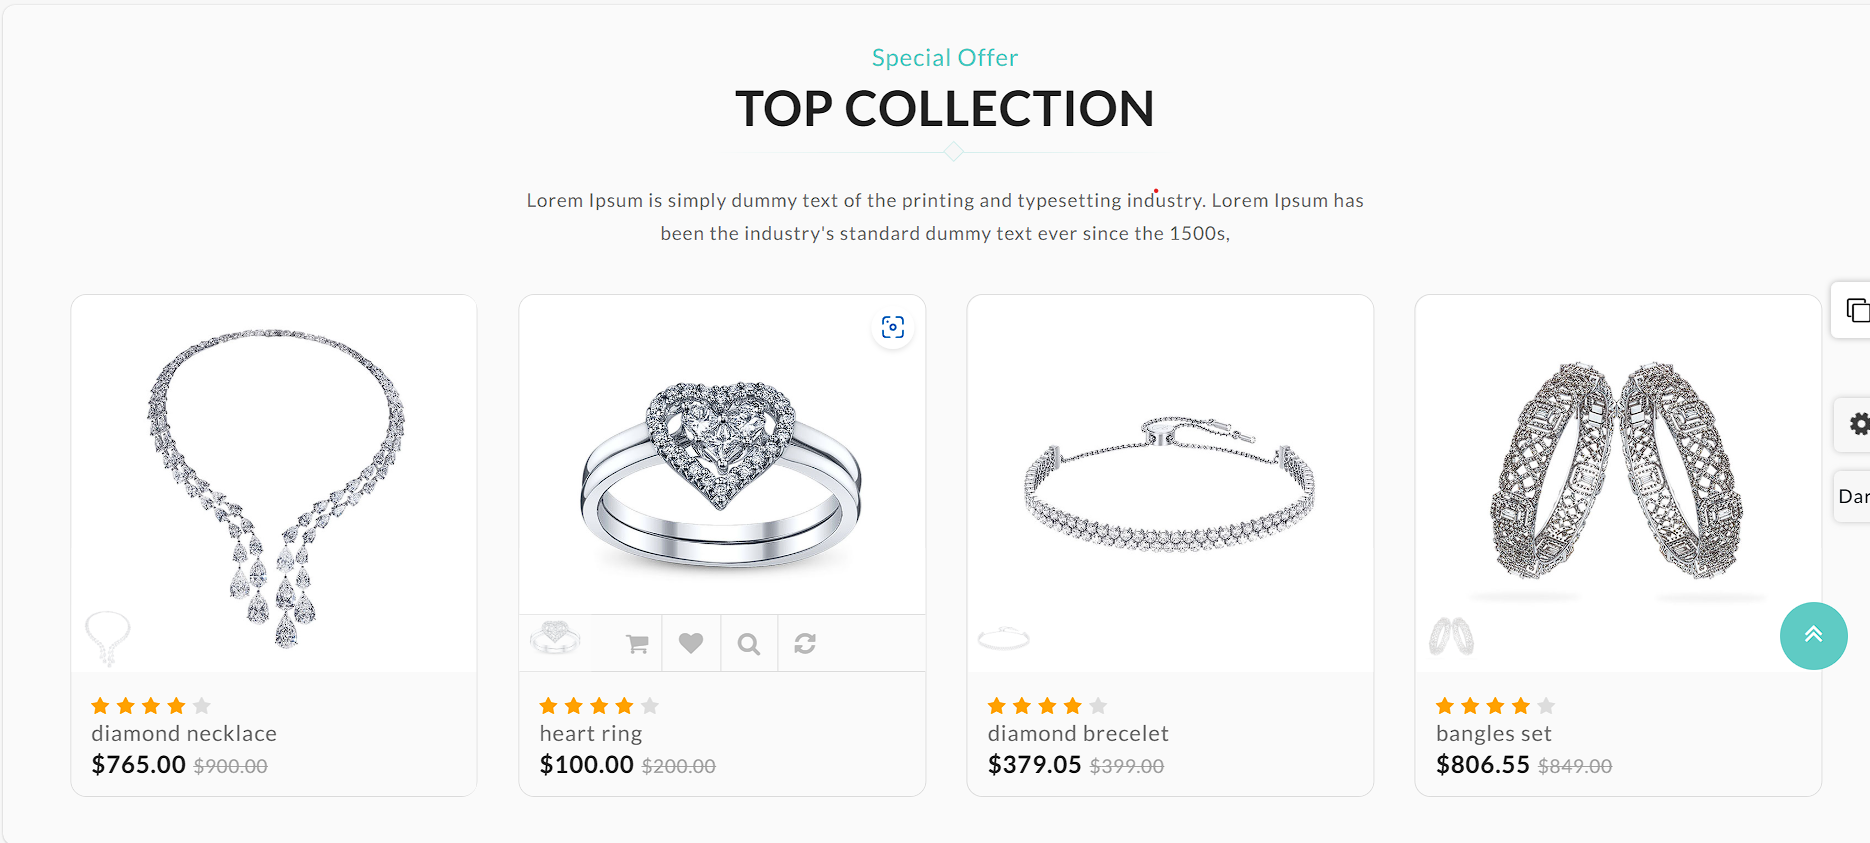 Special Offer
TOP COLLECTION
Lorem Ipsum is simply dummy text of the printing and typesetting industry. Lorem Ipsum has
been the industry's standard dummy text ever since the 1500s,
diamond necklace
$765.00 $900.00
heart ring
$100.00 $200.00
diamond brecelet
$379.05 $399.00
bangles set
$806.55 $849.00
Dar